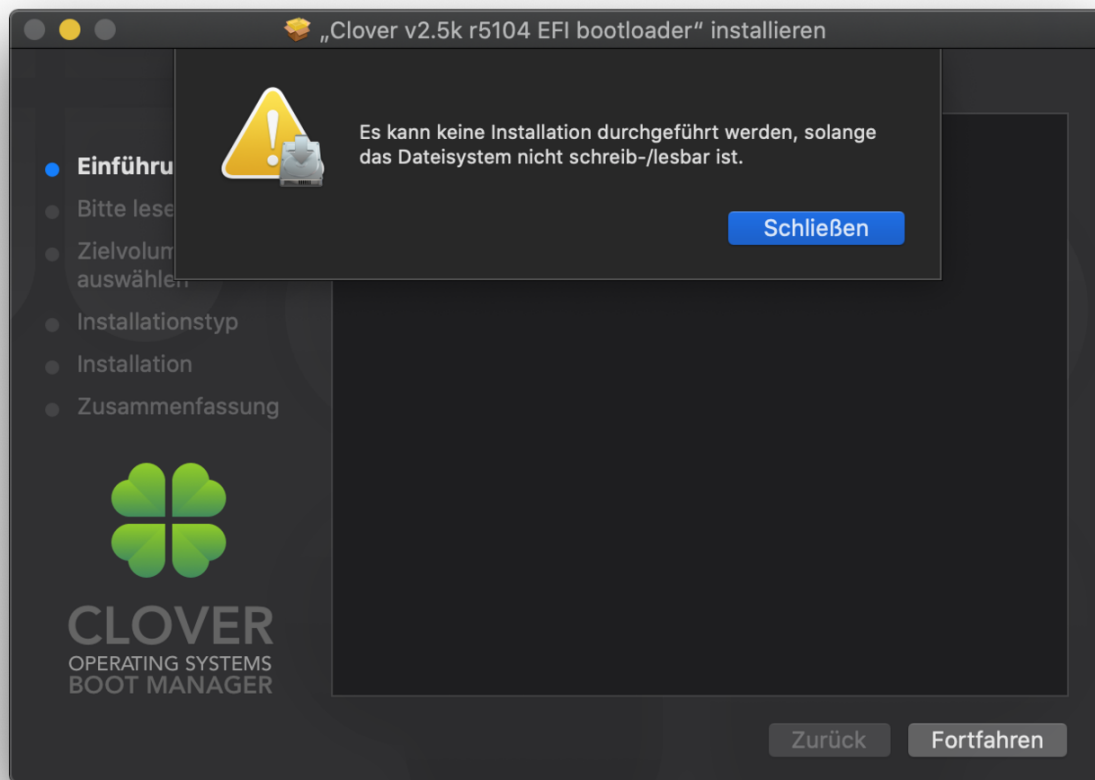 „Clover v2.5k r5104 EFI bootloader“ installieren
Es kann keine Installation durchgeführt werden, solange
das Dateisystem nicht schreib-/lesbar ist.
Schließen
Einführu
Bitte lese
Zielvolum
auswählen
Installationstyp
Installation
Zusammenfassung
CLOVER
OPERATING SYSTEMS
BOOT MANAGER
Zurück
Fortfahren